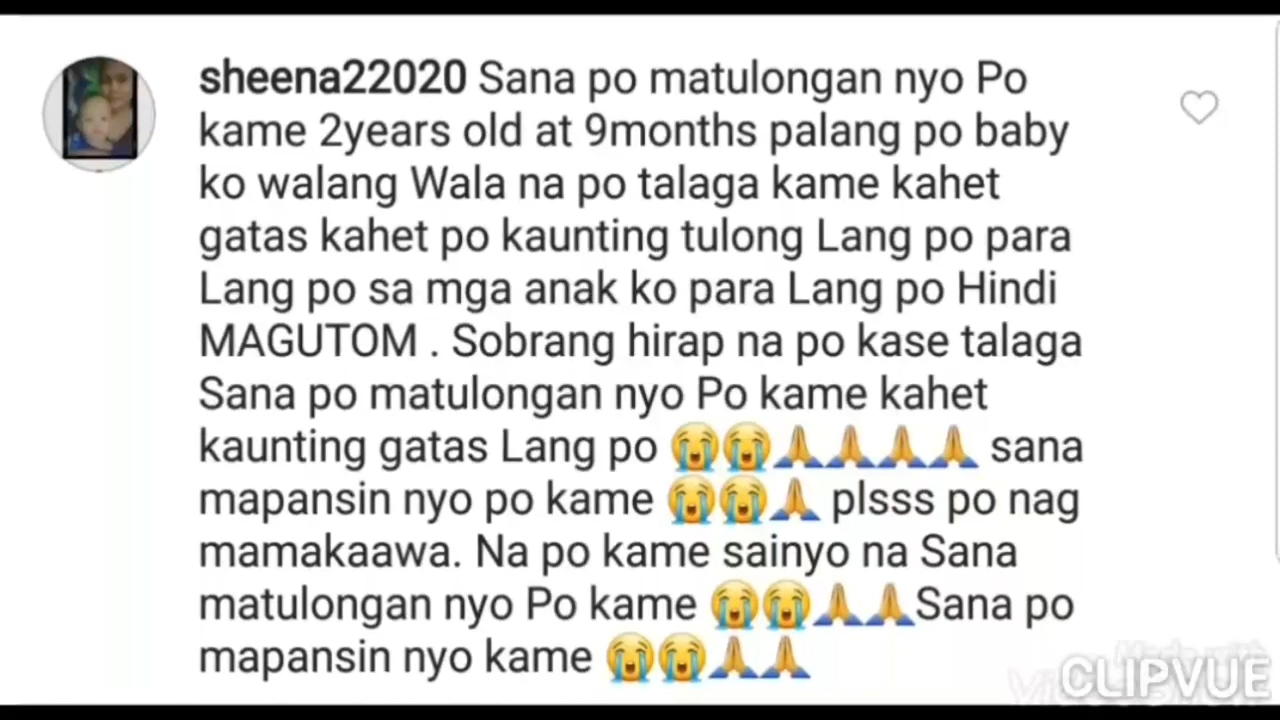 sheena22020 Sana po matulongan nyo Po
kame 2years old at 9months palang po baby
ko walang Wala na po talaga kame kahet
gatas kahet po kaunting tulong Lang po para
Lang po sa mga anak ko para Lang po Hindi
MAGUTOM . Sobrang hirap na po kase talaga
Sana po matulongan nyo Po kame kahet
kaunting gatas Lang po 😭😭🙏🙏🙏🙏 sana
mapansin nyo po kame 😭😭🙏 plsss po nag
mamakaawa. Na po kame sainyo na Sana
matulongan nyo Po kame 😭😭🙏🙏Sana po
mapansin nyo kame 😭😭🙏🙏
Made with
CLIPVUE